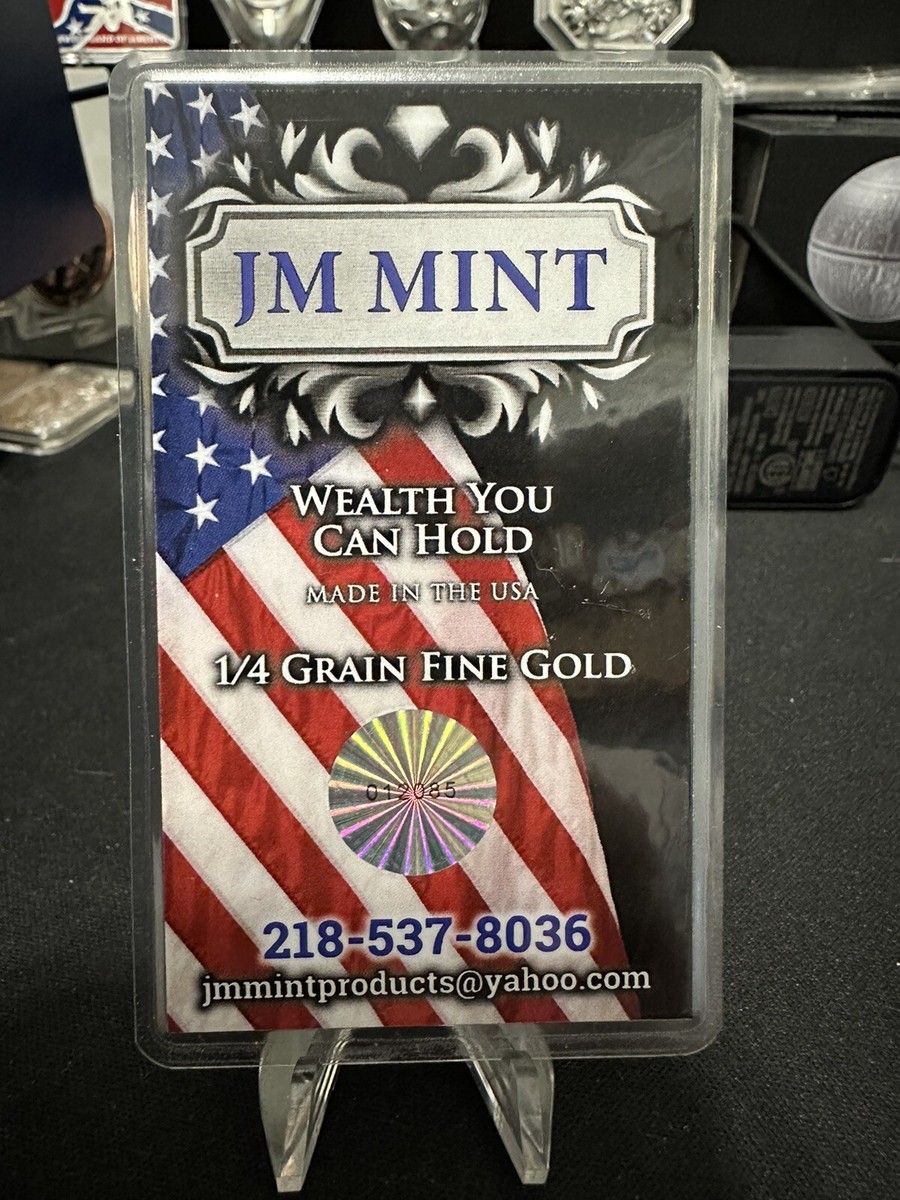 JM MINT
WEALTH YOU
CAN HOLD
MADE IN THE USA
1/4 GRAIN FINE GOLD
012085
218-537-8036
jmmintproducts@yahoo.com